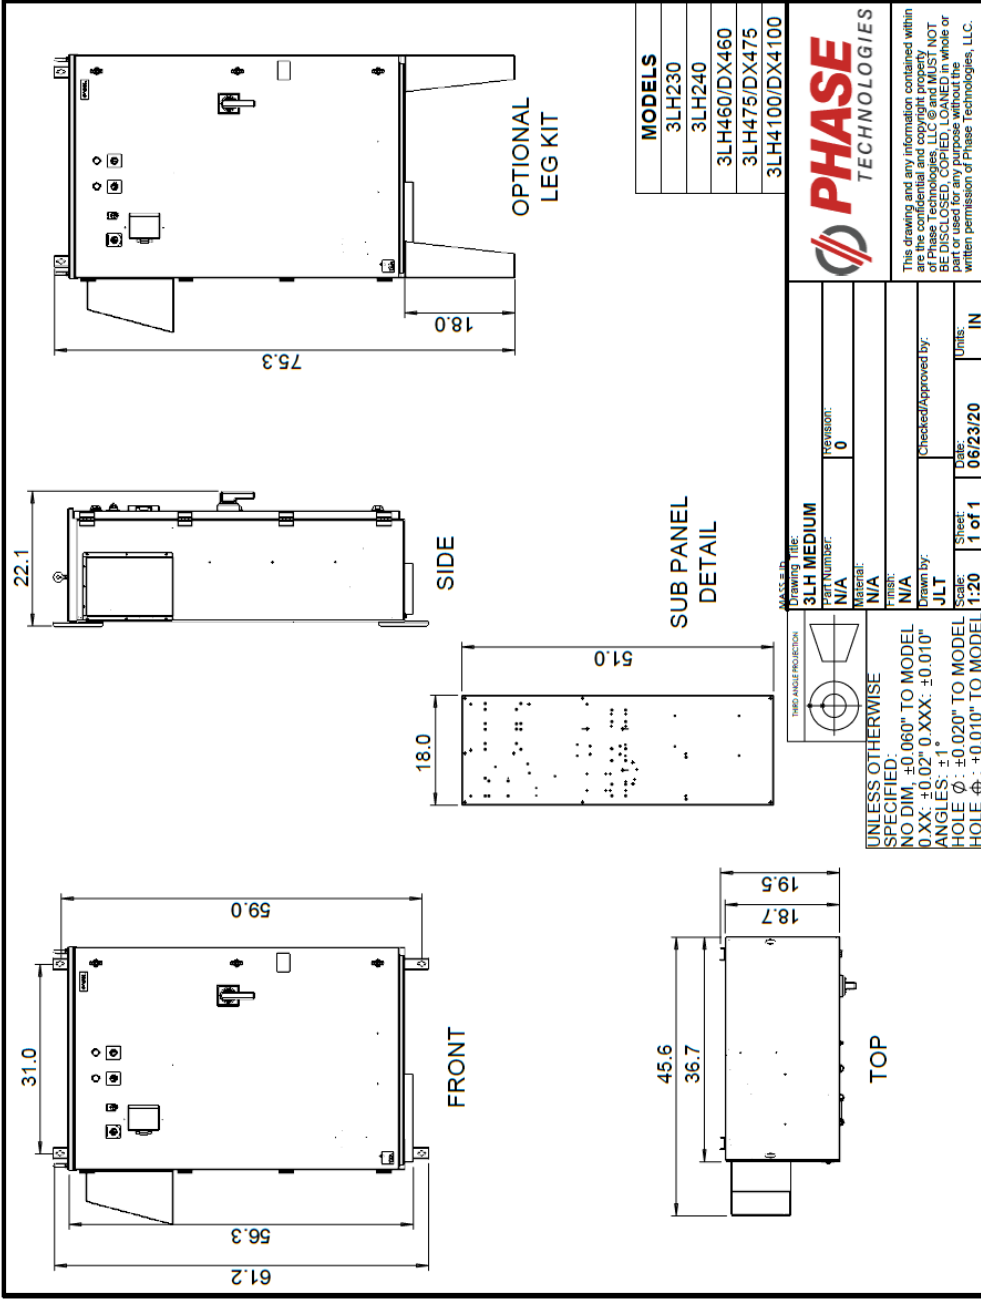 31.0
59.0
56.3
61.2
FRONT
22.1
SIDE
75.3
18.0
OPTIONAL
LEG KIT
45.6
36.7
19.5
18.7
TOP
18.0
51.0
SUB PANEL
DETAIL
MODELS
3LH230
3LH240
3LH460/DX460
3LH475/DX475
3LH4100/DX4100
THIRD ANGLE PROJECTION
UNLESS OTHERWISE
SPECIFIED:
NO DIM, ±0.060" TO MODEL
0.XX: ±0.02" 0.XXX: ±0.010"
ANGLES: ±1°
HOLE Ø: ±0.020" TO MODEL
HOLE ⌖: ±0.010" TO MODEL
MASS = lb
Drawing Title:
3LH MEDIUM
Part Number:
N/A
Revision:
0
Material:
N/A
Finish:
N/A
Drawn by:
JLT
Checked/Approved by:
Scale:
1:20
Sheet:
1 of 1
Date:
06/23/20
Units:
IN
PHASE
TECHNOLOGIES
This drawing and any information contained within
are the confidential and copyright property
of Phase Technologies, LLC © and MUST NOT
BE DISCLOSED, COPIED, LOANED in whole or
part or used for any purpose without the
written permission of Phase Technologies, LLC.